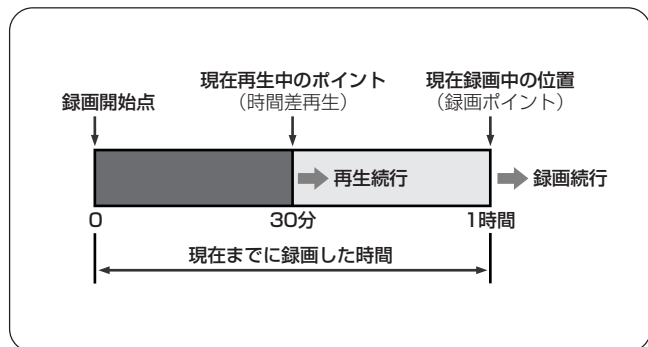 録画開始点
現在再生中のポイント
（時間差再生）
現在録画中の位置
（録画ポイント）
再生続行
録画続行
0
30分
1時間
現在までに録画した時間